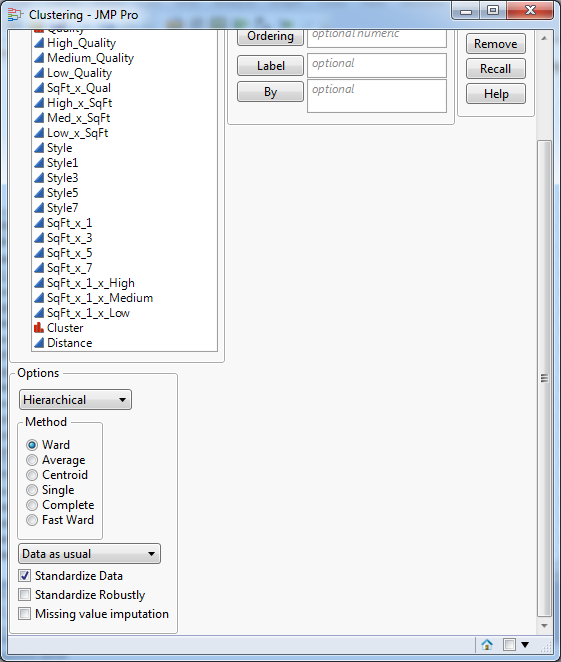 Clustering - JMP Pro
Quality
High_Quality
Medium_Quality
Low_Quality
SqFt_x_Qual
High_x_SqFt
Med_x_SqFt
Low_x_SqFt
Style
Style1
Style3
Style5
Style7
SqFt_x_1
SqFt_x_3
SqFt_x_5
SqFt_x_7
SqFt_x_1_x_High
SqFt_x_1_x_Medium
SqFt_x_1_x_Low
Cluster
Distance
Ordering optional numeric
Label optional
By optional
Remove
Recall
Help
Options
Hierarchical
Method
Ward
Average
Centroid
Single
Complete
Fast Ward
Data as usual
Standardize Data
Standardize Robustly
Missing value imputation